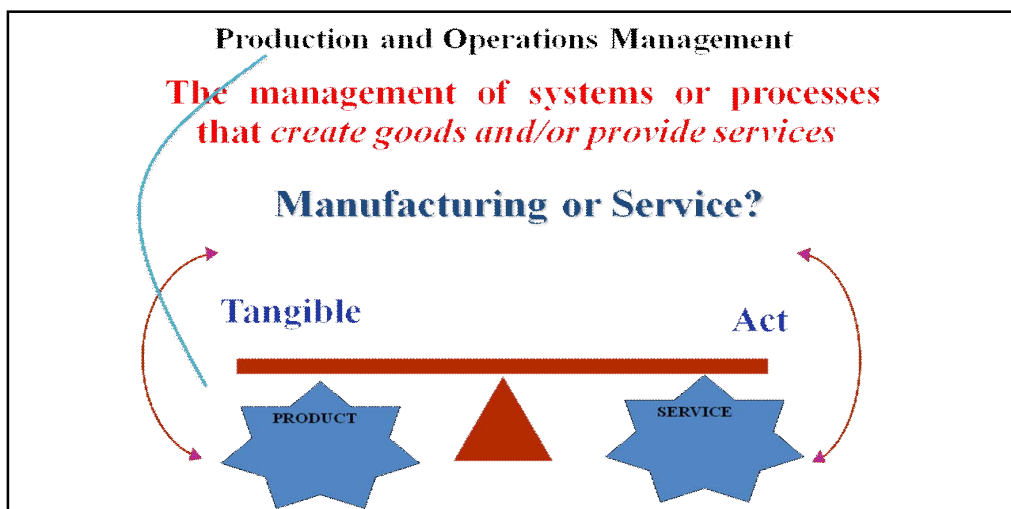 Production and Operations Management
The management of systems or processes
that create goods and/or provide services
Manufacturing or Service?
Tangible
Act
PRODUCT
SERVICE